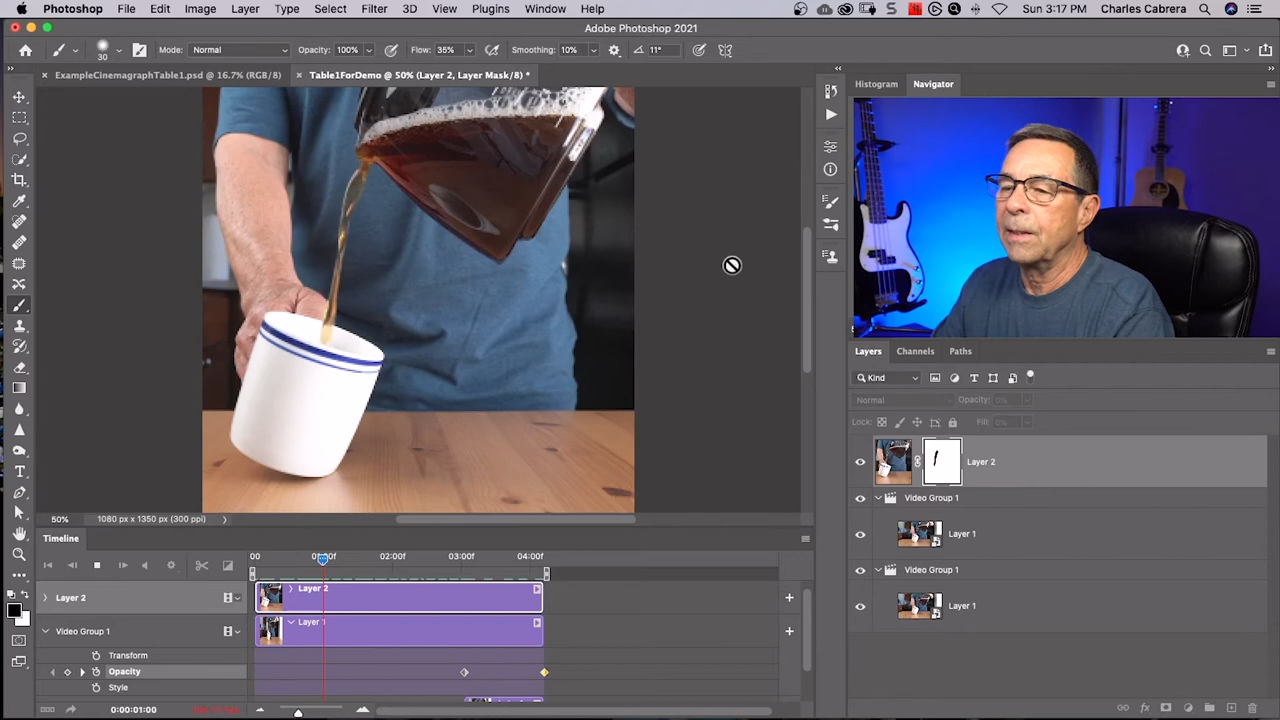 Photoshop File Edit Image Layer Type Select Filter 3D View Plugins Window Help Sun 3:17 PM Charles Cabrera
Adobe Photoshop 2021
30 Mode: Normal Opacity: 100% Flow: 35% Smoothing: 10% 11°
ExampleCinemagraphTable1.psd @ 16.7% (RGB/8) Table1ForDemo @ 50% (Layer 2, Layer Mask/8) *
Histogram Navigator
Layers Channels Paths
Kind
Normal Opacity: 0%
Lock: Fill: 0%
Layer 2
Video Group 1
Layer 1
Video Group 1
Layer 1
50% 1080 px x 1350 px (300 ppi)
Timeline
00 02:00f 03:00f 04:00f
Layer 2 Layer 2
Video Group 1 Layer 1
Transform
Opacity
Style
0:00:01:00